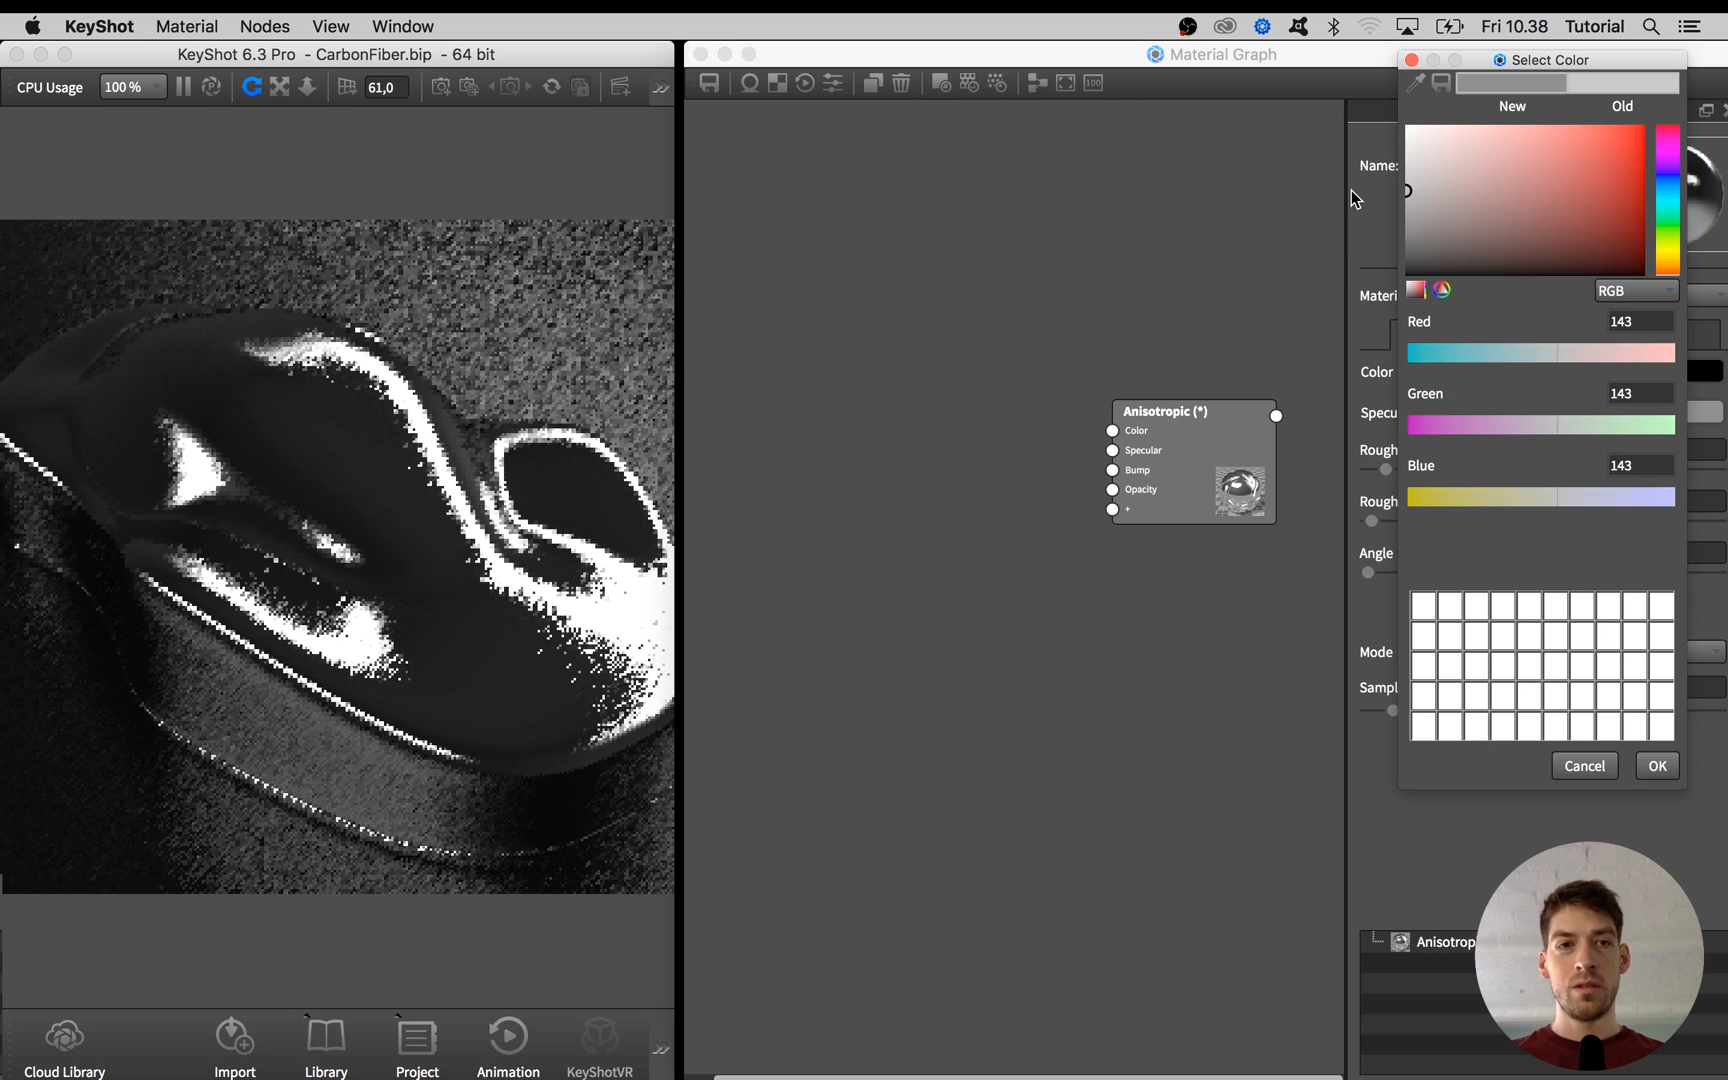 KeyShot Material Nodes View Window Fri 10.38 Tutorial
KeyShot 6.3 Pro - CarbonFiber.bip - 64 bit
Material Graph
Select Color
CPU Usage 100 % 61,0
100
New Old
Name:
RGB
Materi
Red 143
Color
Green 143
Specu
Rough
Blue 143
Rough
Angle
Anisotropic (*)
Color
Specular
Bump
Opacity
+
Mode
Sampl
Cancel OK
Anisotrop
Cloud Library Import Library Project Animation KeyShotVR